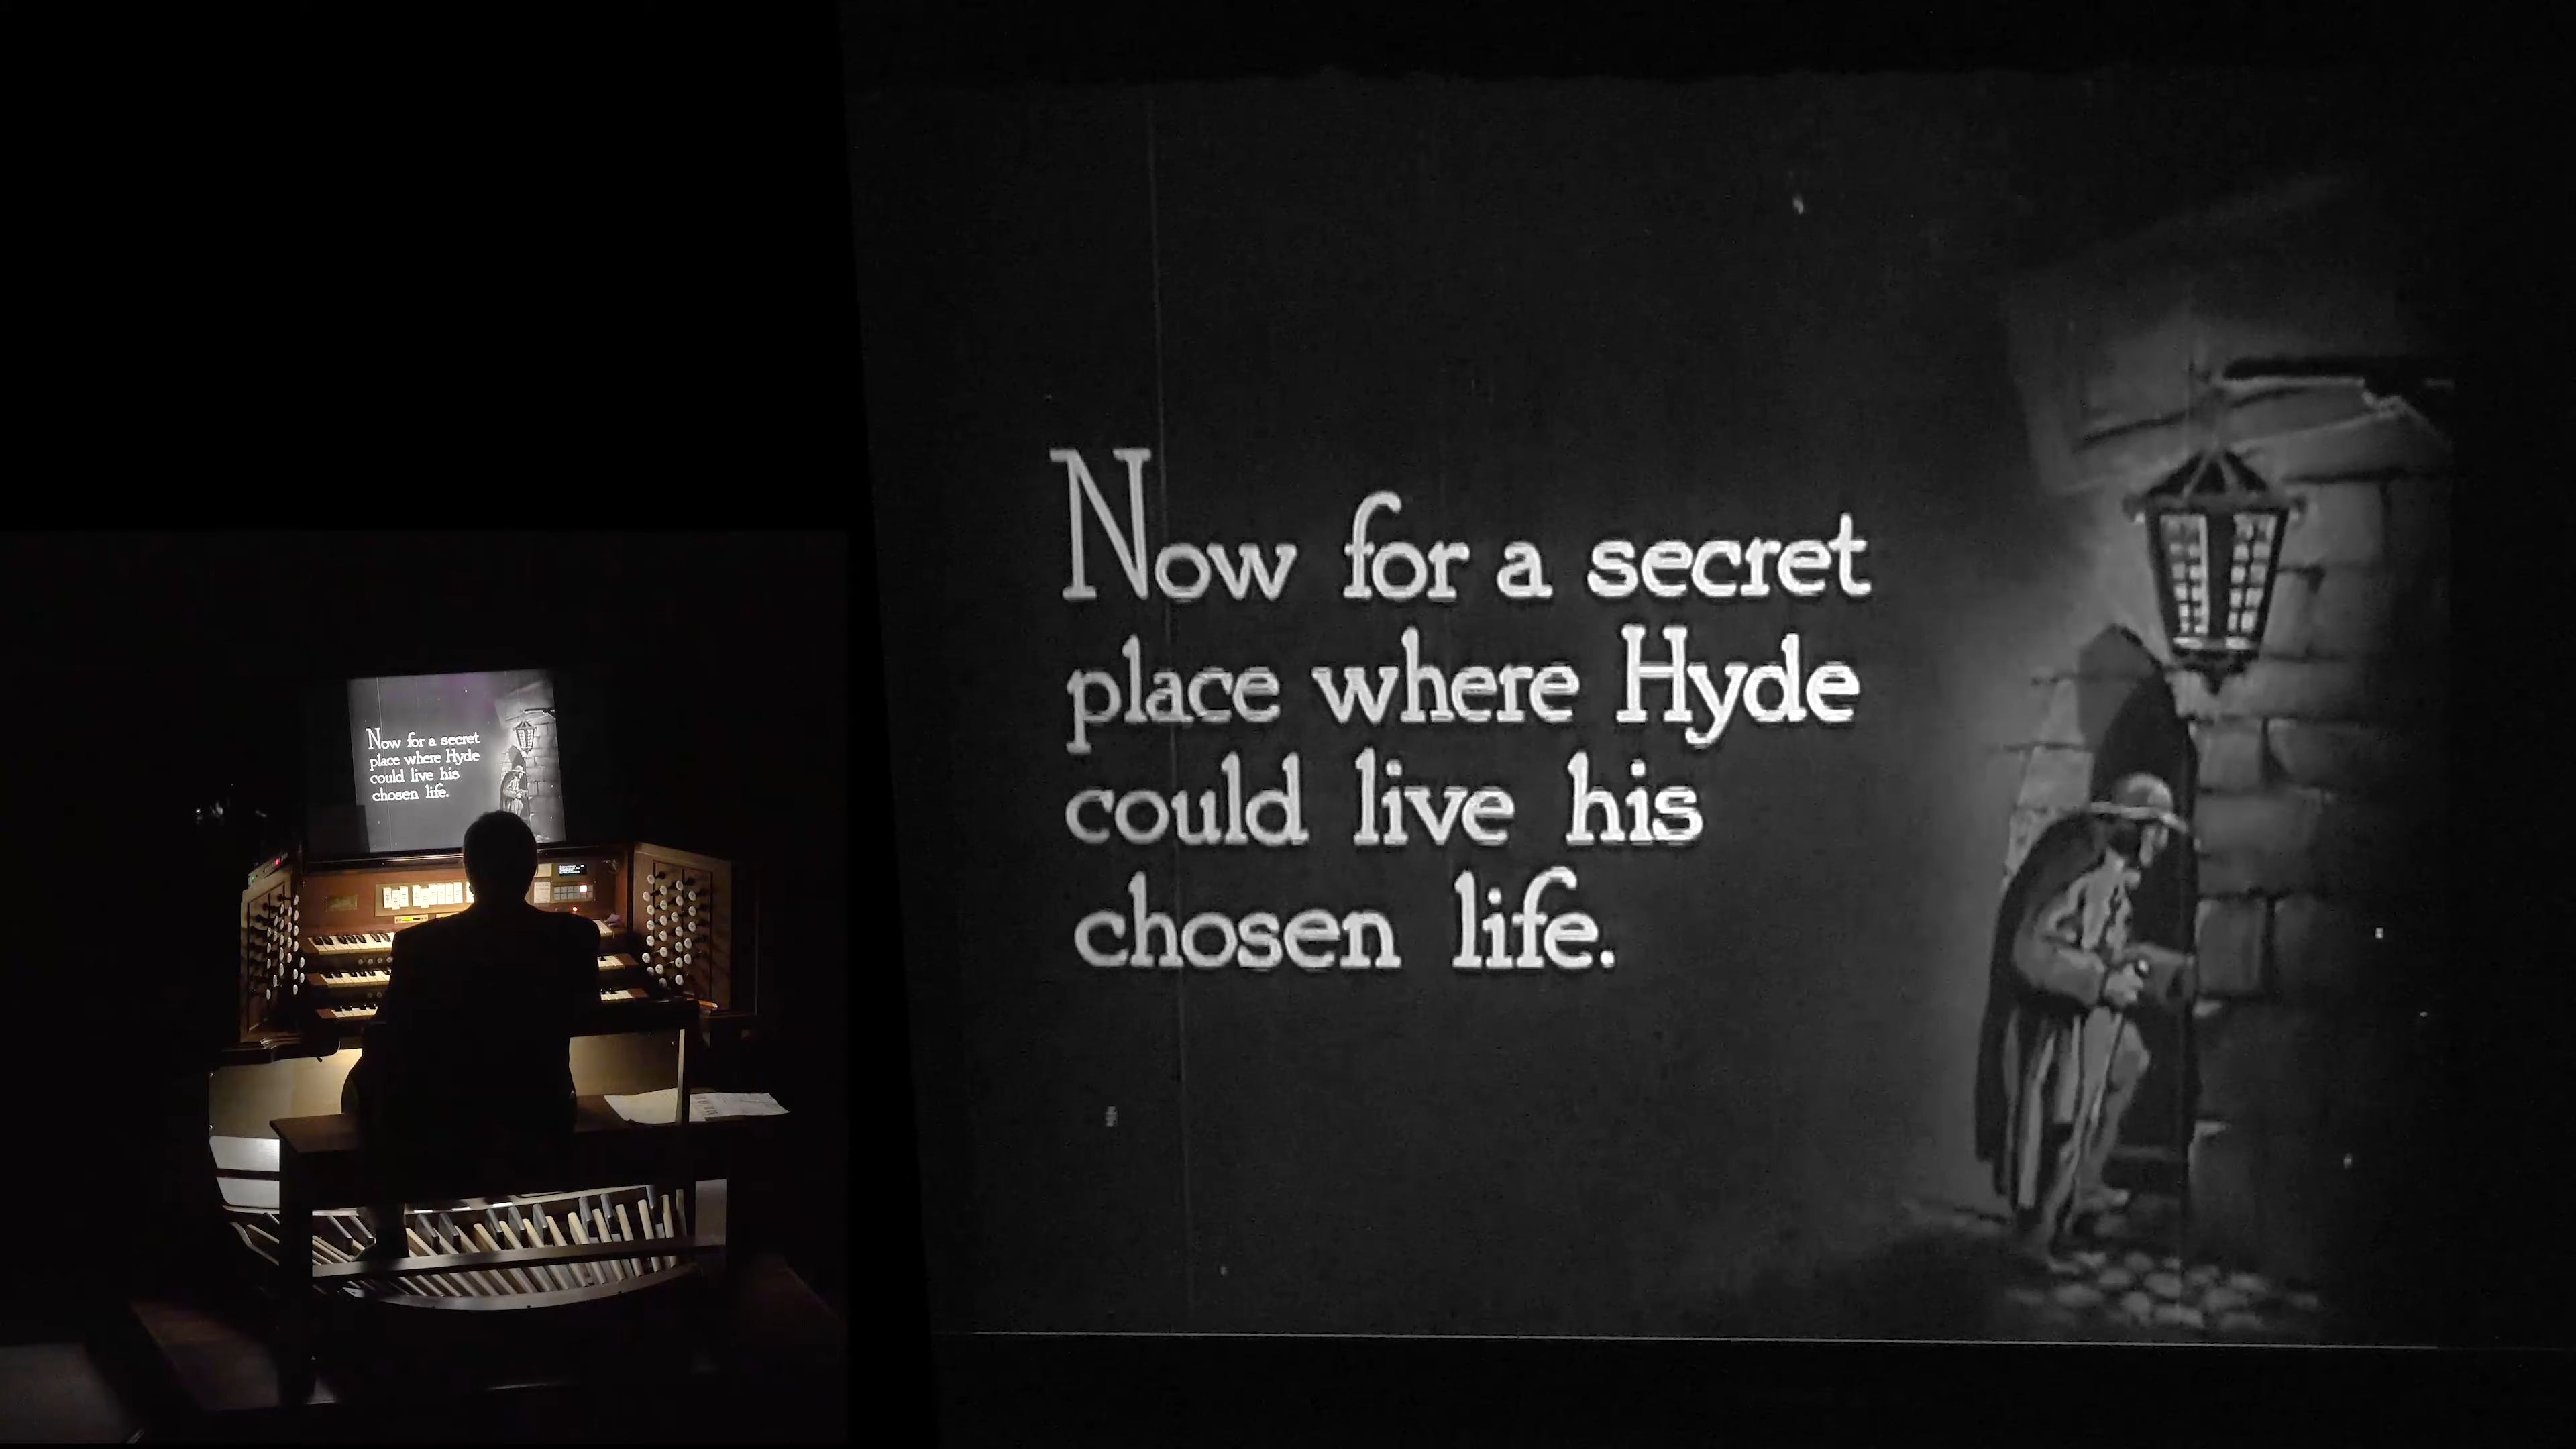 Now for a secret
place where Hyde
could live his
chosen life.
Now for a secret
place where Hyde
could live his
chosen life.